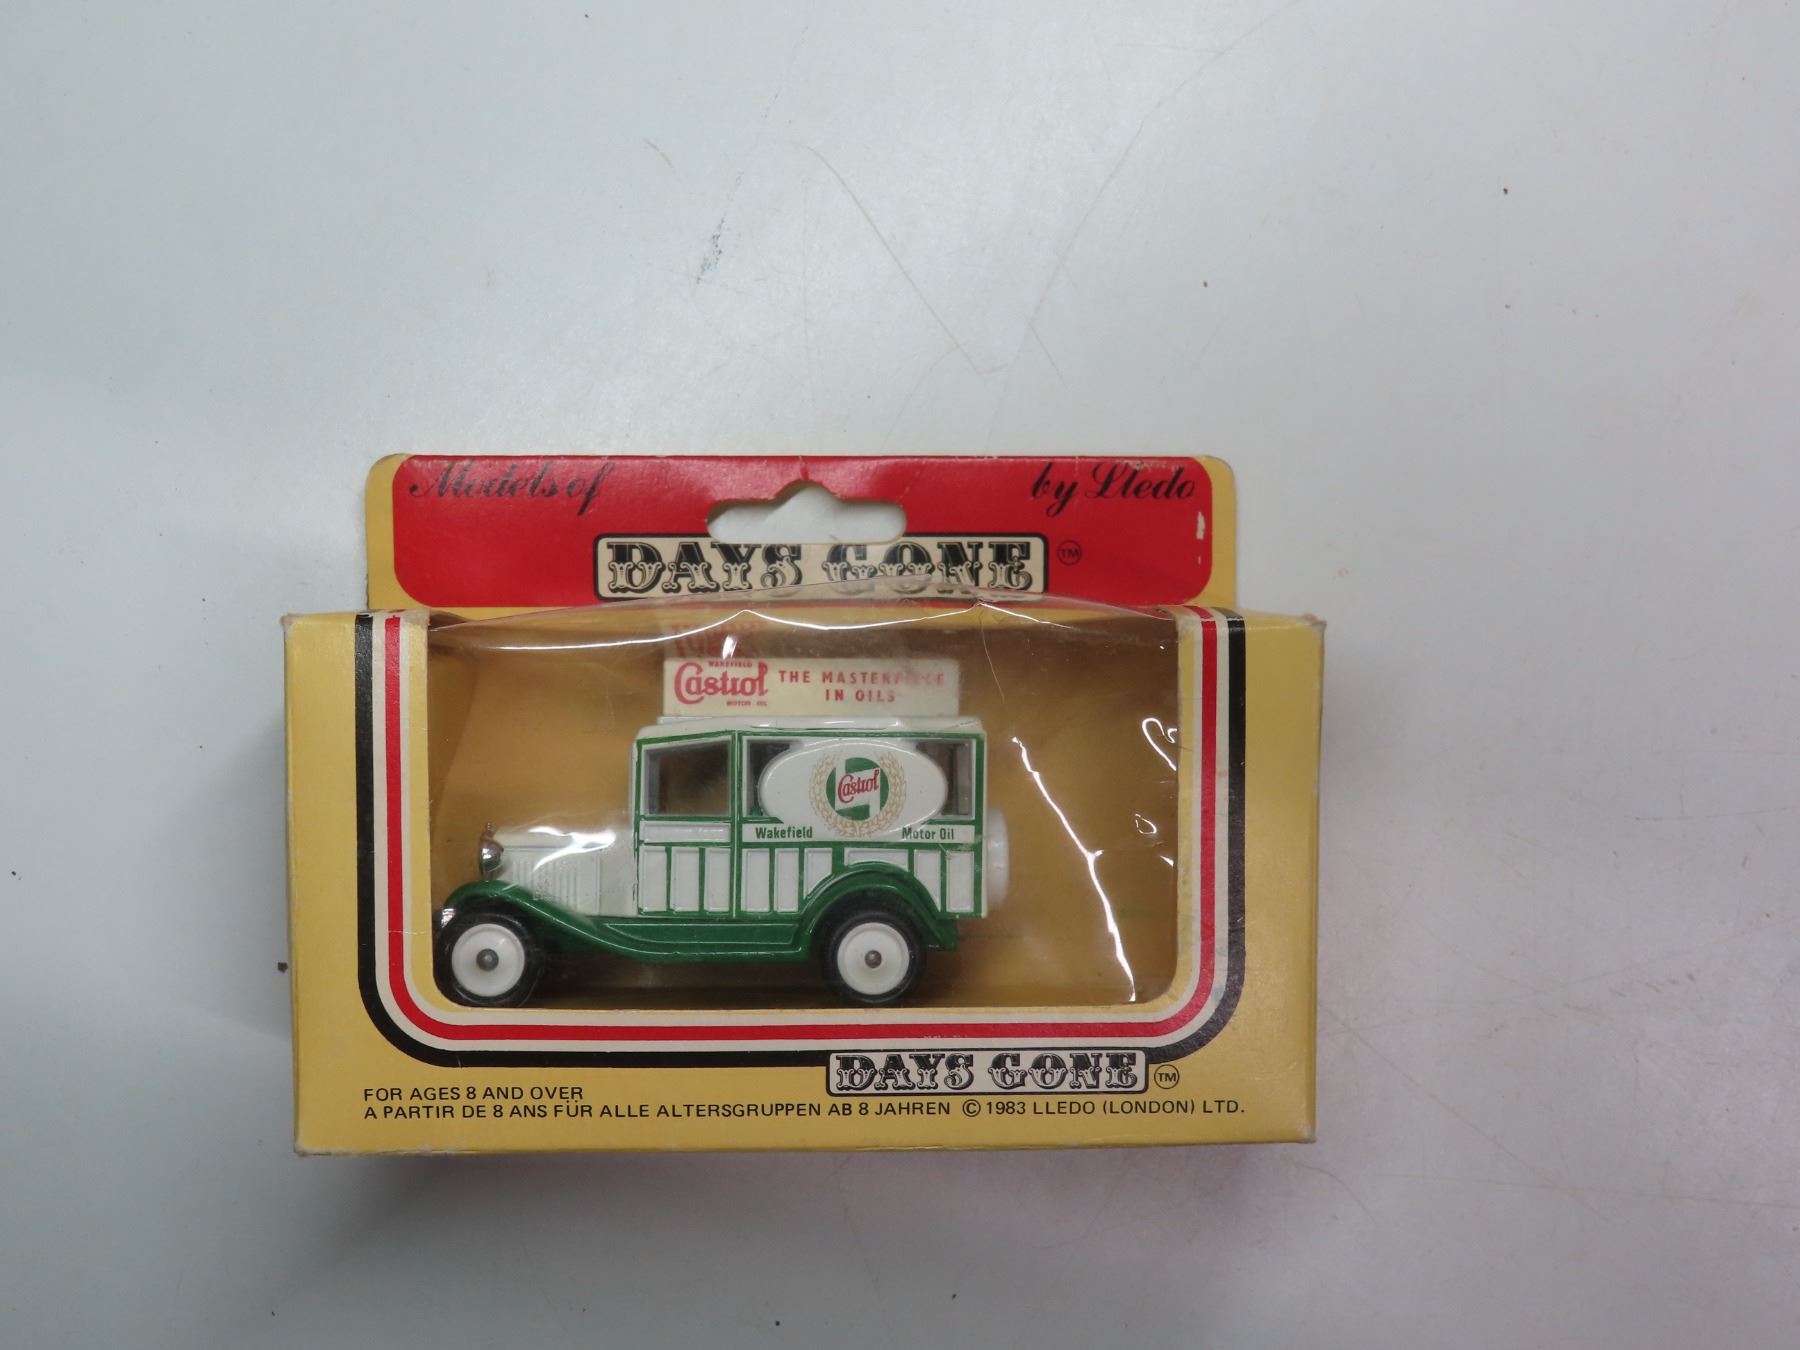 Models of
by Lledo
DAYS GONE TM
WAKEFIELD
Castrol
MOTOR OIL
THE MASTERPIECE
IN OILS
Castrol
Wakefield Motor Oil
DAYS GONE TM
FOR AGES 8 AND OVER
A PARTIR DE 8 ANS FÜR ALLE ALTERSGRUPPEN AB 8 JAHREN © 1983 LLEDO (LONDON) LTD.